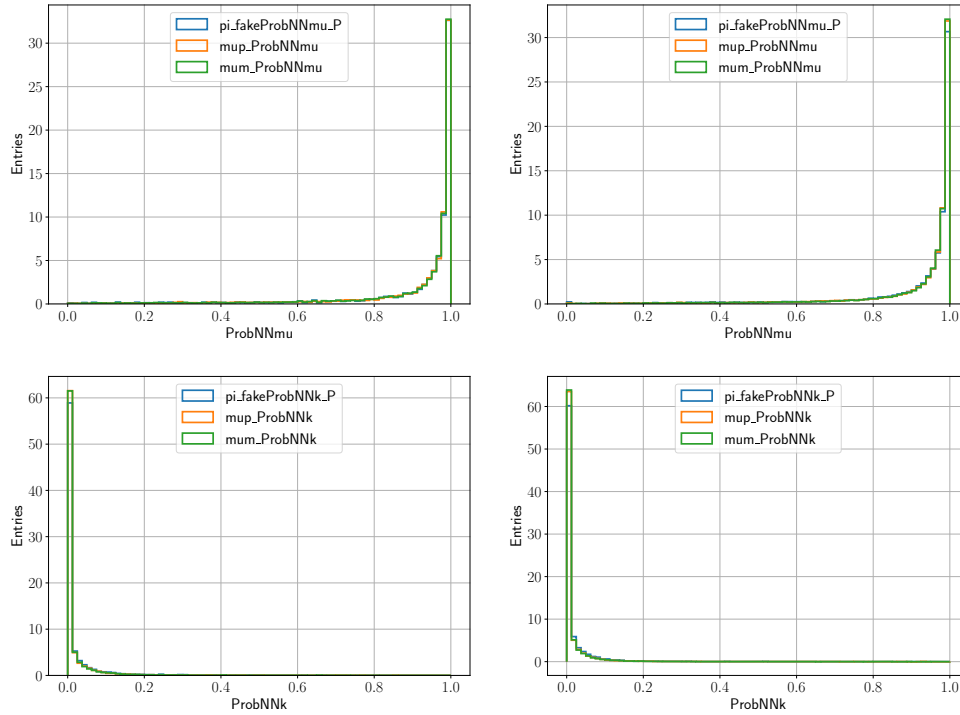 pi_fakeProbNNmu_P
mup_ProbNNmu
mum_ProbNNmu
Entries
30
25
20
15
10
5
0
0.0 0.2 0.4 0.6 0.8 1.0
ProbNNmu
pi_fakeProbNNmu_P
mup_ProbNNmu
mum_ProbNNmu
Entries
30
25
20
15
10
5
0
0.0 0.2 0.4 0.6 0.8 1.0
ProbNNmu
pi_fakeProbNNk_P
mup_ProbNNk
mum_ProbNNk
Entries
60
50
40
30
20
10
0
0.0 0.2 0.4 0.6 0.8 1.0
ProbNNk
pi_fakeProbNNk_P
mup_ProbNNk
mum_ProbNNk
Entries
60
50
40
30
20
10
0
0.0 0.2 0.4 0.6 0.8 1.0
ProbNNk